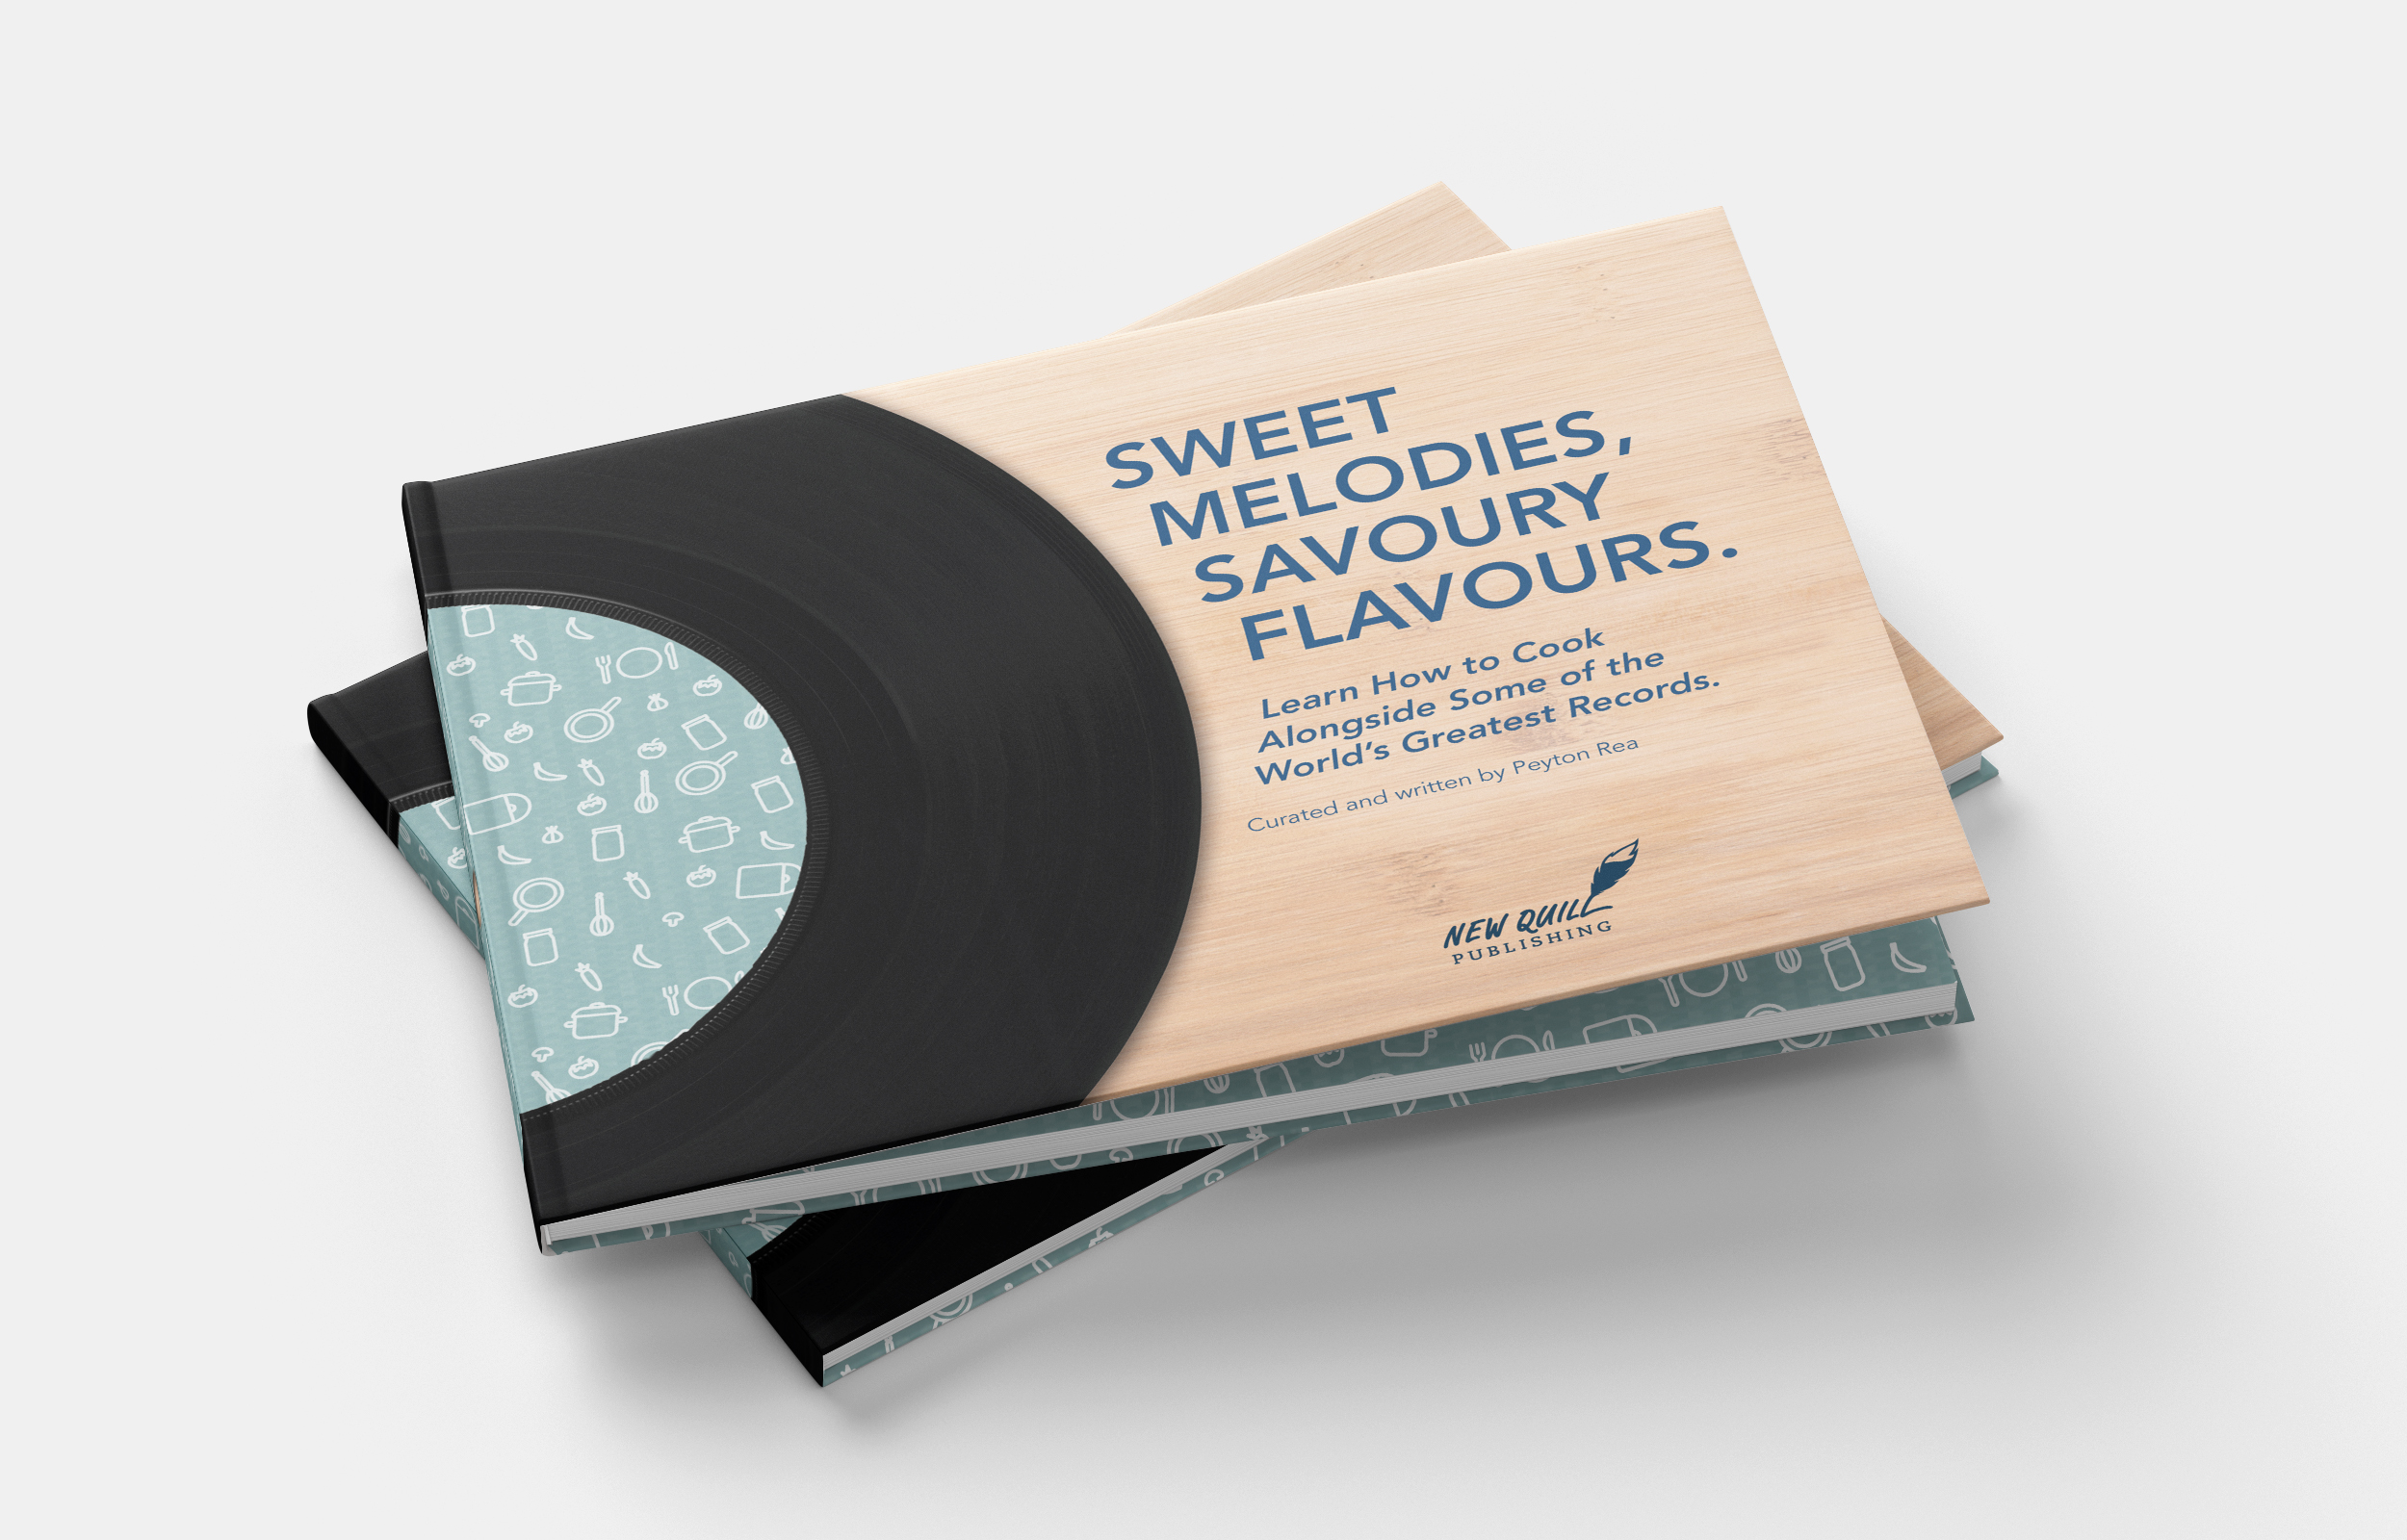 SWEET
MELODIES,
SAVOURY
FLAVOURS.
Learn How to Cook
Alongside Some of the
World's Greatest Records.
Curated and written by Peyton Rea
NEW QUILL
PUBLISHING